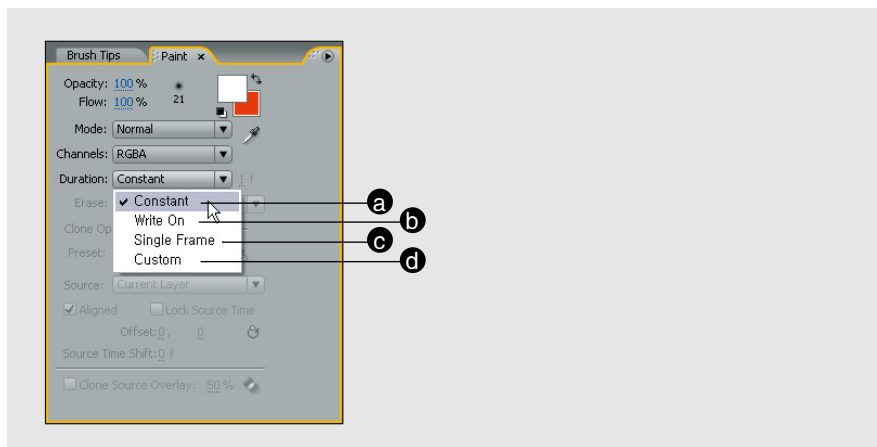 Brush Tips Paint x
Opacity: 100 %
21
Flow: 100 %
Mode: Normal
Channels: RGBA
Duration: Constant 1 f
Erase:
✓ Constant a
Write On b
Clone Op
Single Frame c
Preset:
Custom d
Source: Current Layer
Aligned Lock Source Time
Offset: 0, 0
Source Time Shift: 0 f
Clone Source Overlay: 50 %